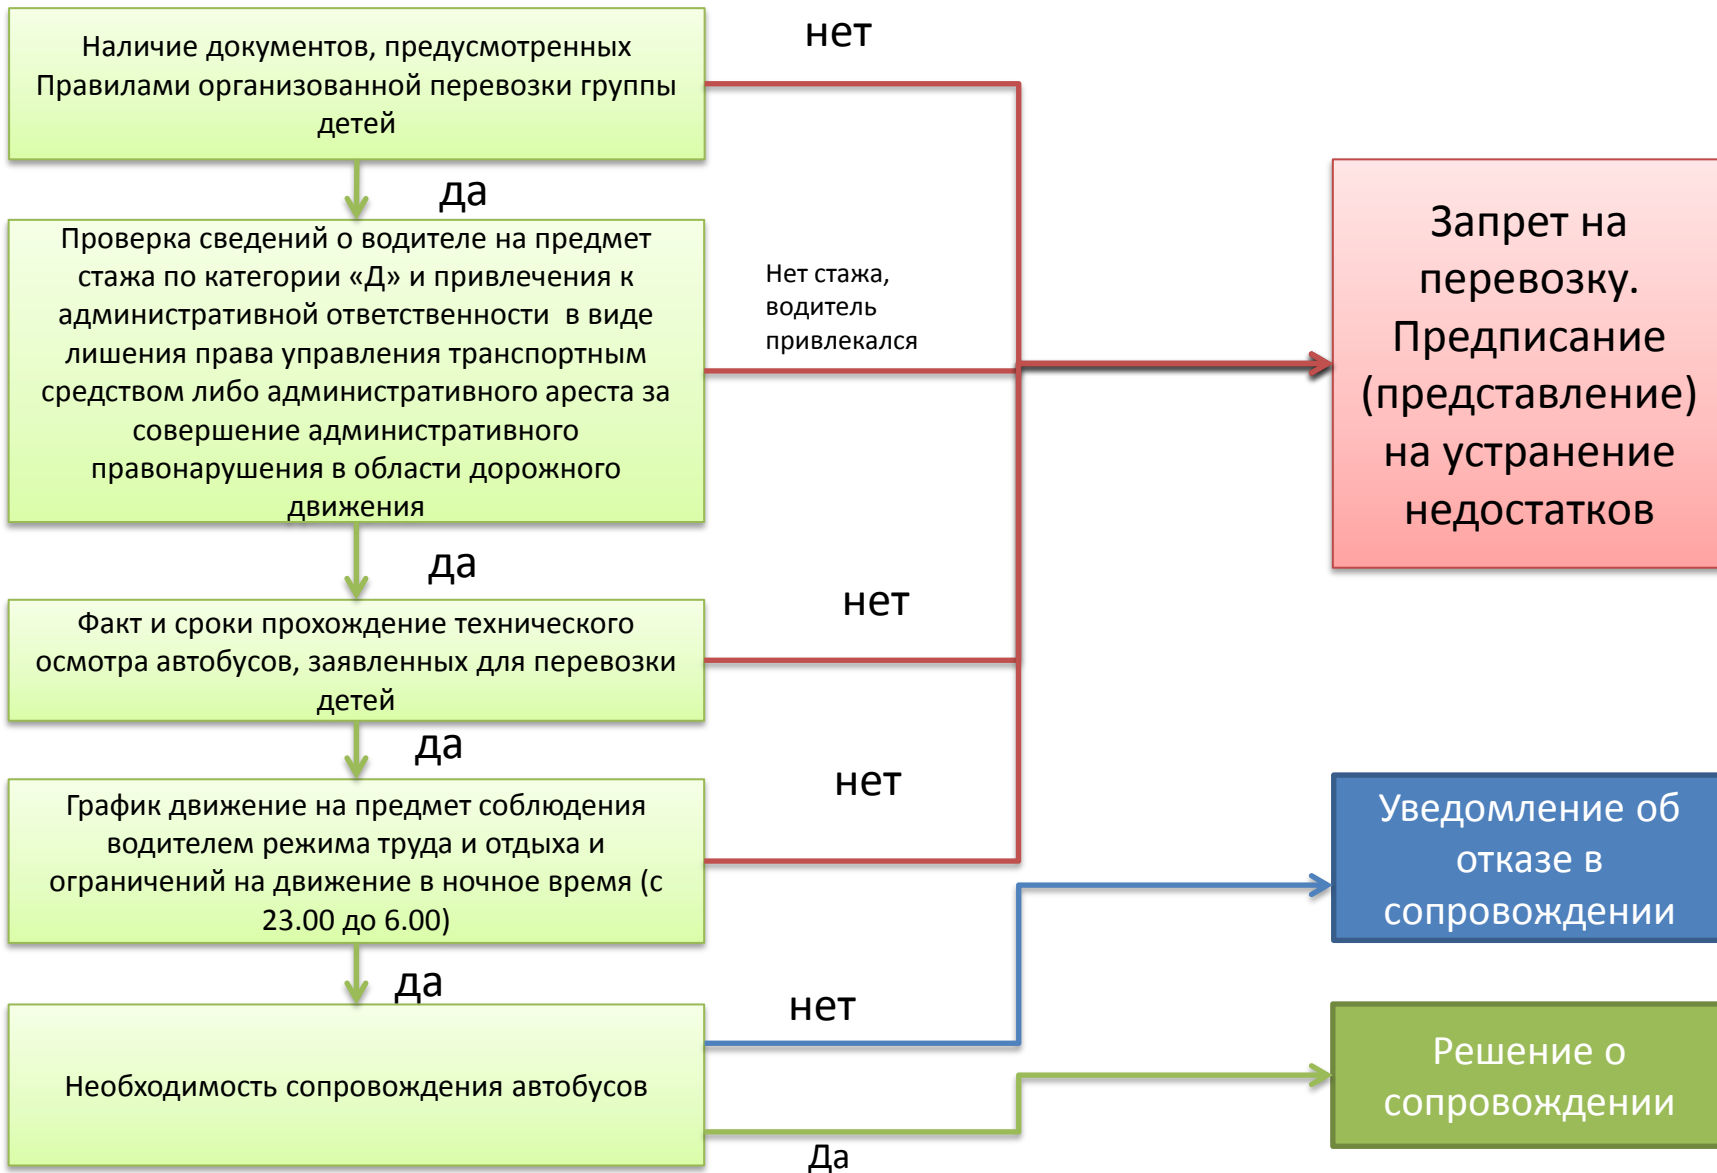 Наличие документов, предусмотренных
Правилами организованной перевозки группы
детей
нет
да
Проверка сведений о водителе на предмет
стажа по категории «Д» и привлечения к
административной ответственности в виде
лишения права управления транспортным
средством либо административного ареста за
совершение административного
правонарушения в области дорожного
движения
Нет стажа,
водитель
привлекался
Запрет на
перевозку.
Предписание
(представление)
на устранение
недостатков
да
Факт и сроки прохождение технического
осмотра автобусов, заявленных для перевозки
детей
нет
да
График движение на предмет соблюдения
водителем режима труда и отдыха и
ограничений на движение в ночное время (с
23.00 до 6.00)
нет
Уведомление об
отказе в
сопровождении
да
Необходимость сопровождения автобусов
нет
Да
Решение о
сопровождении